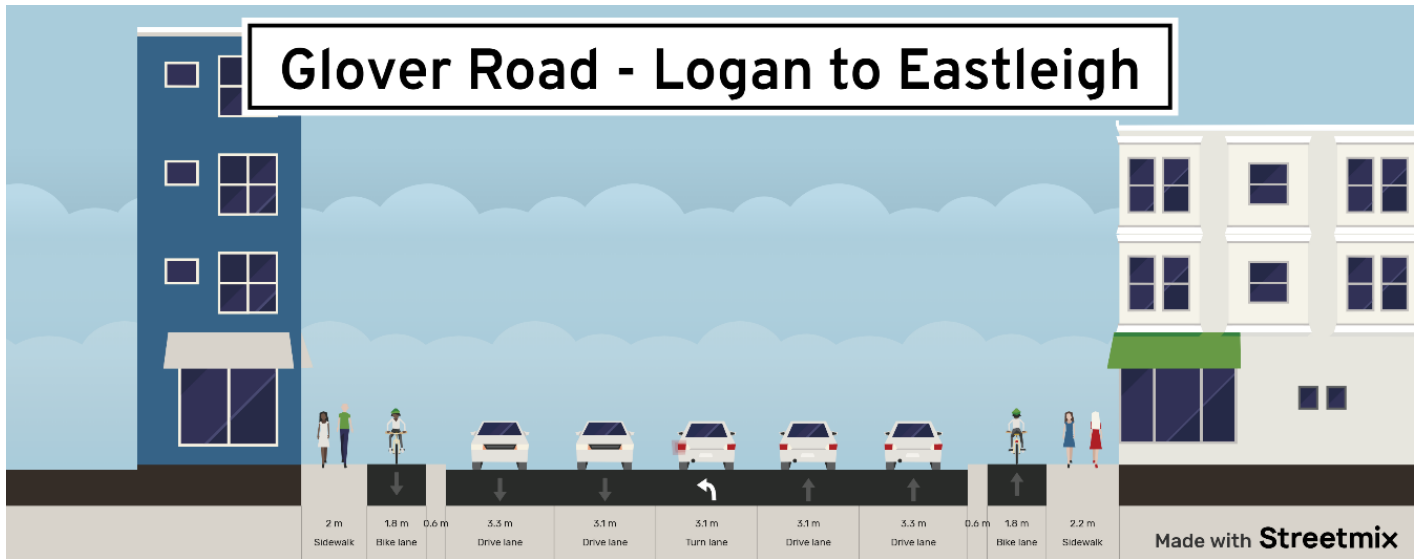 Glover Road - Logan to Eastleigh
2 m 1.8 m 0.6 m 3.3 m 3.1 m 3.1 m 3.1 m 3.3 m 0.6 m 1.8 m 2.2 m
Sidewalk Bike lane Drive lane Drive lane Turn lane Drive lane Drive lane Bike lane Sidewalk
Made with Streetmix